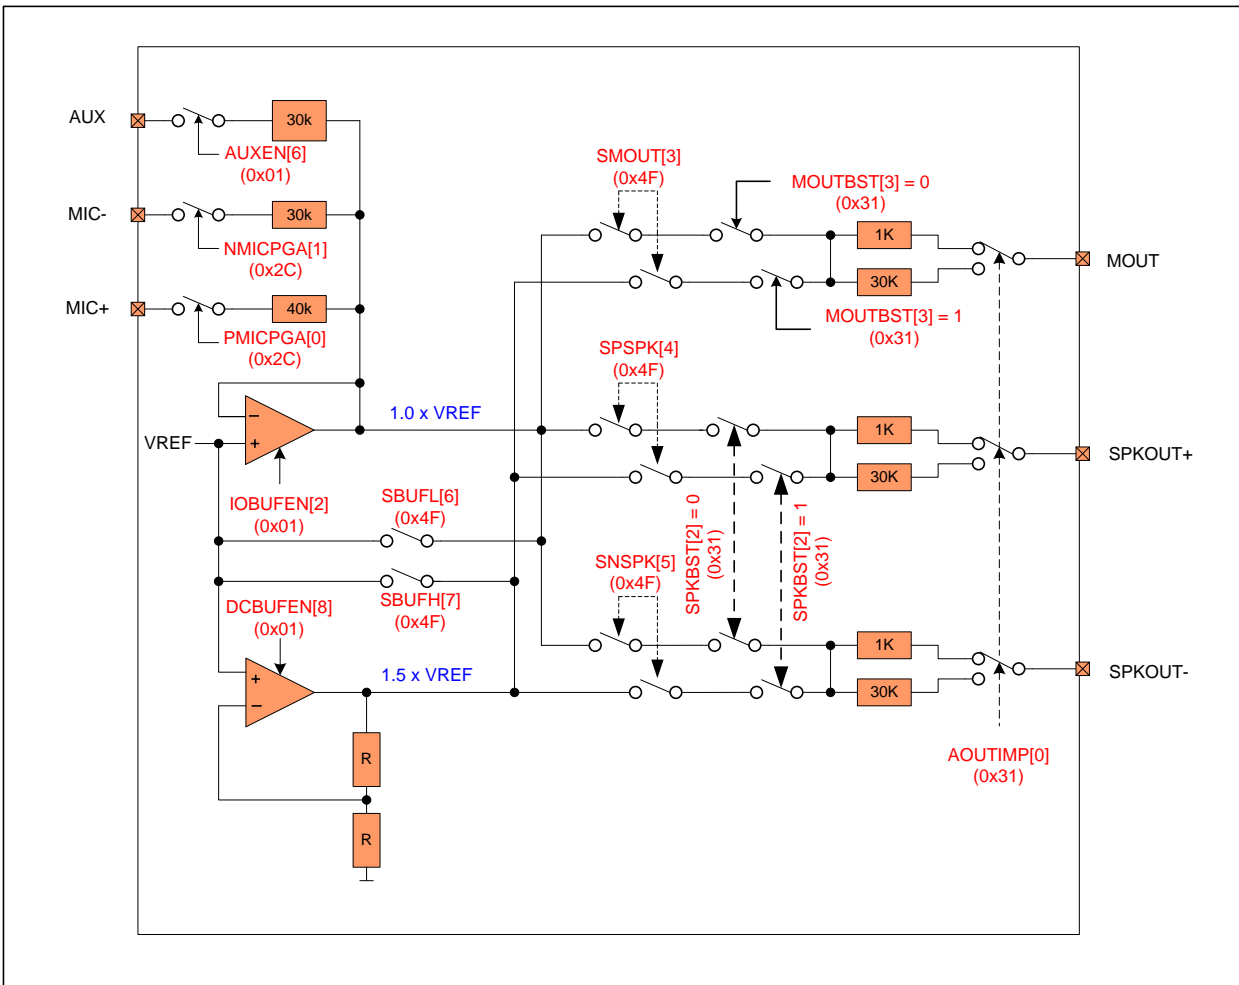 AUX
30k
AUXEN[6]
(0x01)
MIC-
30k
NMICPGA[1]
(0x2C)
MIC+
40k
PMICPGA[0]
(0x2C)
SMOUT[3]
(0x4F)
MOUTBST[3] = 0
(0x31)
1K
30K
MOUT
MOUTBST[3] = 1
(0x31)
SPSPK[4]
(0x4F)
1.0 x VREF
VREF
−
+
IOBUFEN[2]
(0x01)
1K
30K
SPKOUT+
SBUFL[6]
(0x4F)
SBUFH[7]
(0x4F)
SPKBST[2] = 0
(0x31)
SPKBST[2] = 1
(0x31)
SNSPK[5]
(0x4F)
DCBUFEN[8]
(0x01)
+
−
1.5 x VREF
1K
30K
SPKOUT-
R
R
AOUTIMP[0]
(0x31)